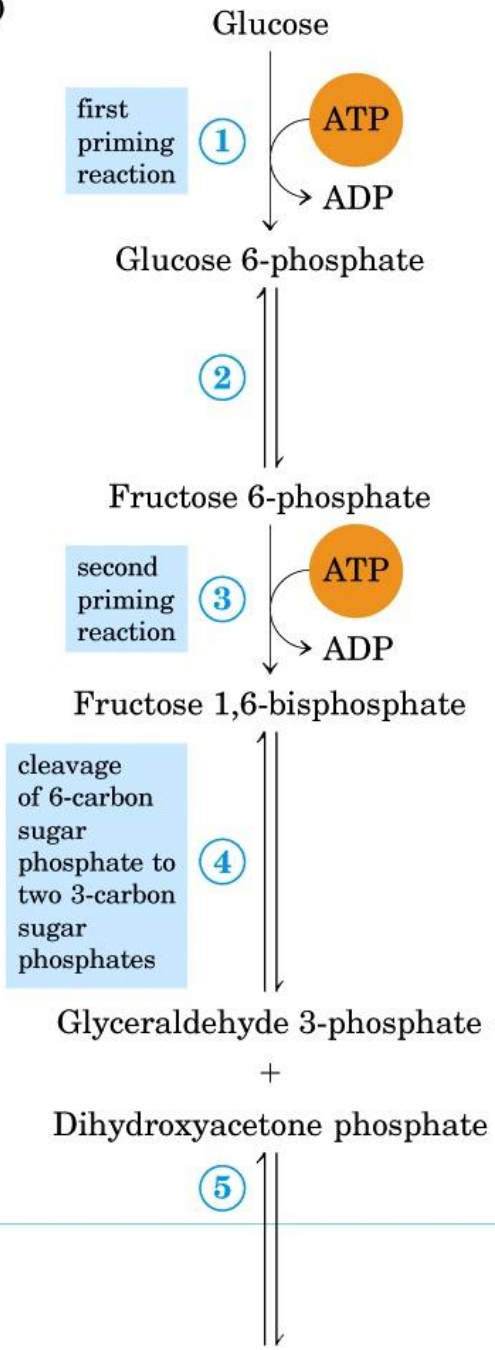 )
Glucose
first
priming
reaction
1
ATP
ADP
Glucose 6-phosphate
2
Fructose 6-phosphate
second
priming
reaction
3
ATP
ADP
Fructose 1,6-bisphosphate
cleavage
of 6-carbon
sugar
phosphate to
two 3-carbon
sugar
phosphates
4
Glyceraldehyde 3-phosphate
+
Dihydroxyacetone phosphate
5